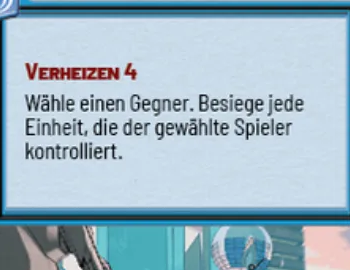 VERHEIZEN 4
Wähle einen Gegner. Besiege jede
Einheit, die der gewählte Spieler
kontrolliert.